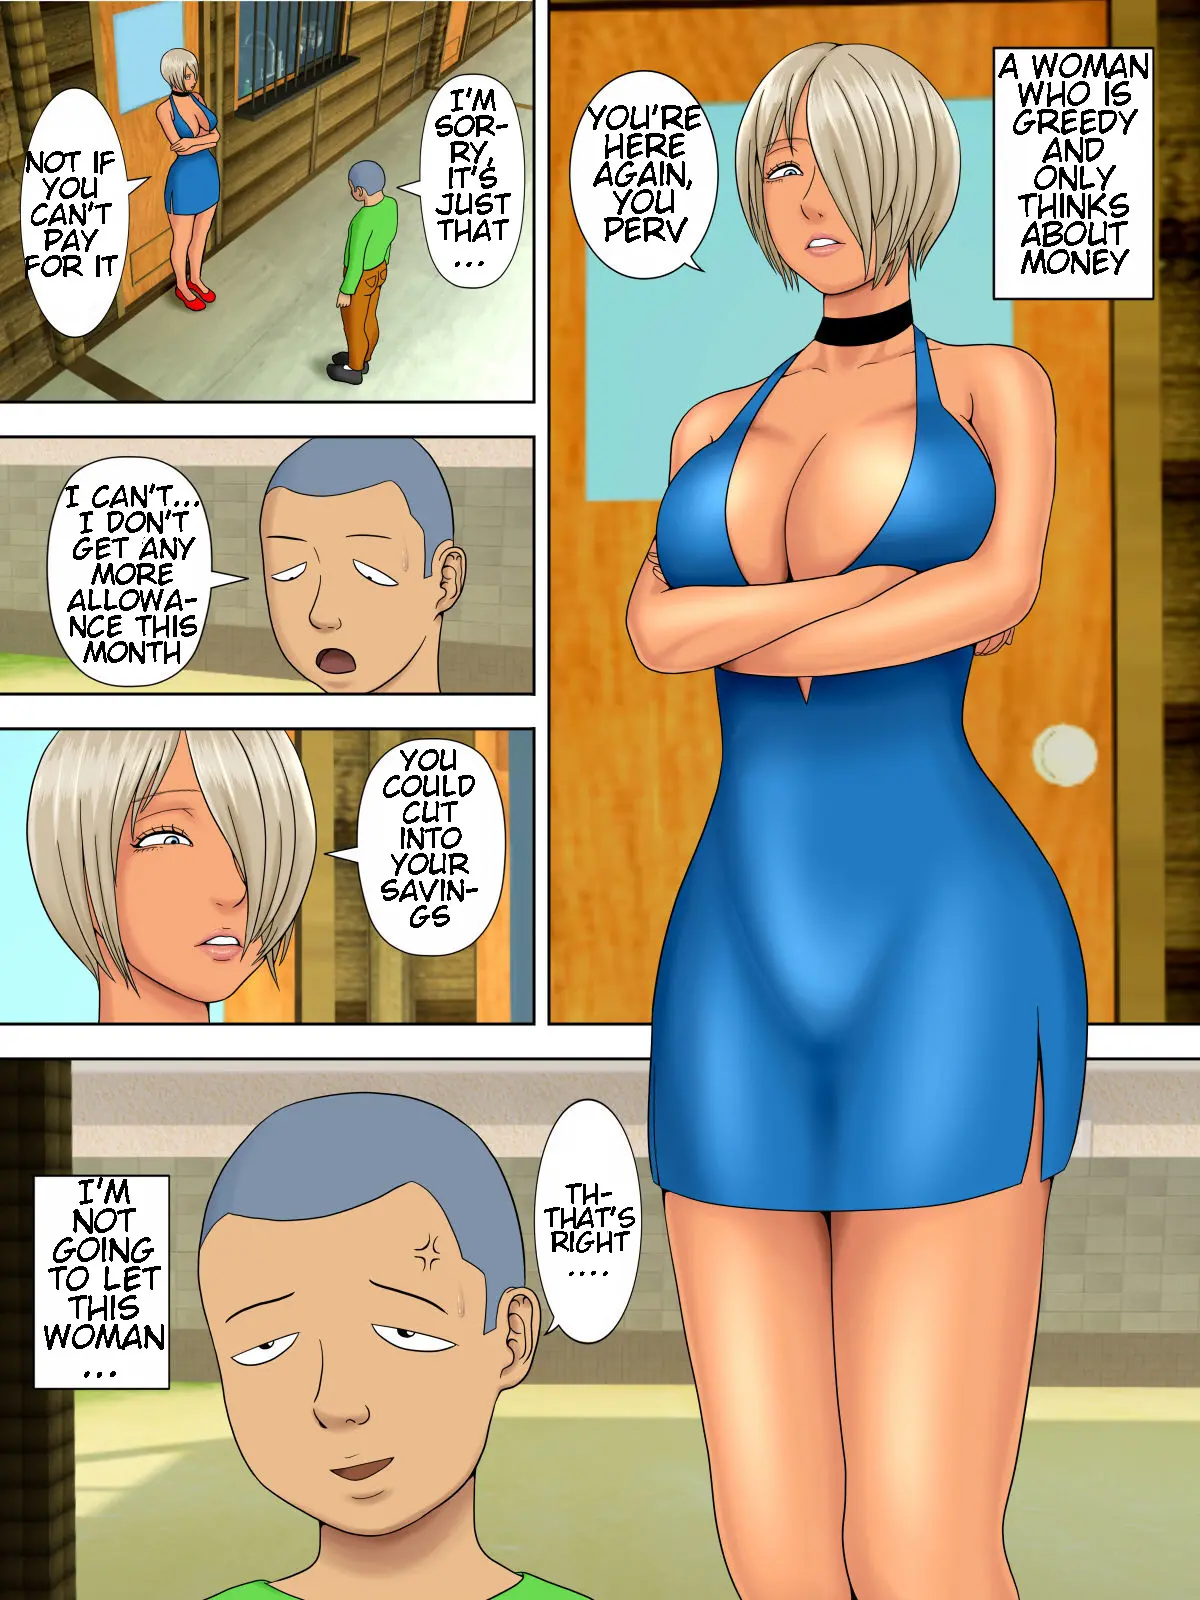 A WOMAN
WHO IS
GREEDY
AND
ONLY
THINKS
ABOUT
MONEY
YOU'RE
HERE
AGAIN,
YOU
PERV
I'M
SOR-
RY,
IT'S
JUST
THAT
...
NOT IF
YOU
CAN'T
PAY
FOR IT
I CAN'T...
I DON'T
GET ANY
MORE
ALLOWA-
NCE THIS
MONTH
YOU
COULD
CUT
INTO
YOUR
SAVIN-
GS
TH-
THAT'S
RIGHT
....
I'M
NOT
GOING
TO LET
THIS
WOMAN
...